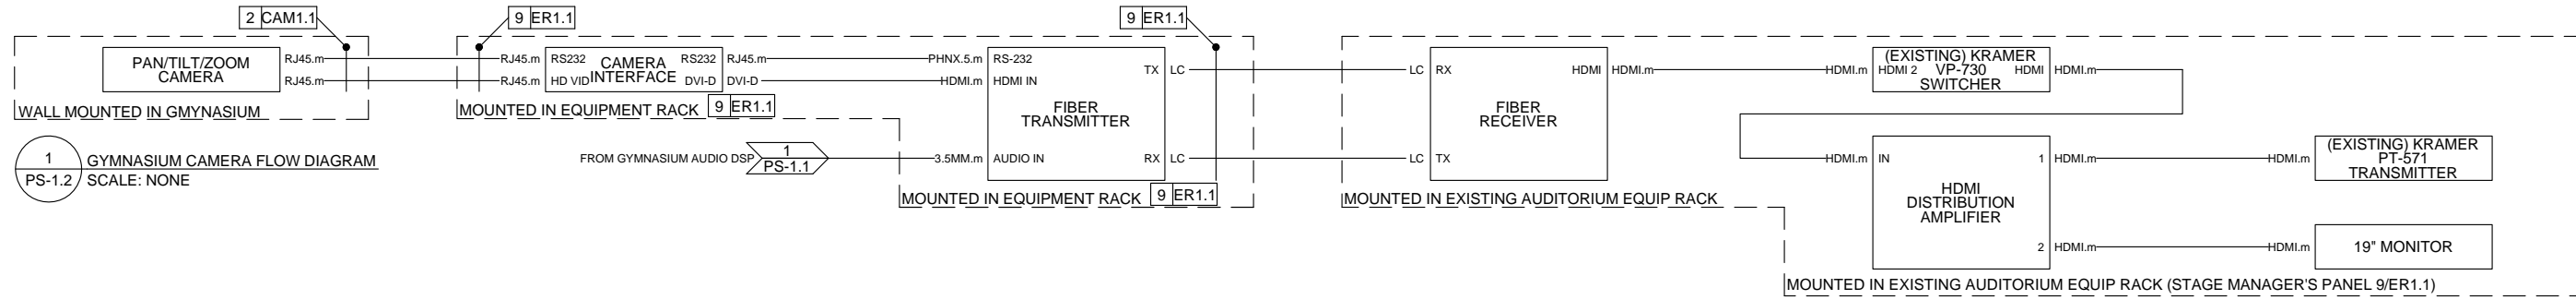 2 CAM1.1
9 ER1.1
9 ER1.1
PAN/TILT/ZOOM
CAMERA
RJ45.m
RJ45.m
WALL MOUNTED IN GMYNASIUM
RJ45.m
RJ45.m
RS232
HD VID
CAMERA
INTERFACE
RS232
DVI-D
RJ45.m
DVI-D
MOUNTED IN EQUIPMENT RACK
9 ER1.1
PHNX.5.m
HDMI.m
3.5MM.m
RS-232
HDMI IN
AUDIO IN
FIBER
TRANSMITTER
TX
RX
LC
LC
FROM GYMNASIUM AUDIO DSP
1
PS-1.1
MOUNTED IN EQUIPMENT RACK
9 ER1.1
LC
LC
RX
TX
FIBER
RECEIVER
HDMI
HDMI.m
MOUNTED IN EXISTING AUDITORIUM EQUIP RACK
HDMI.m
HDMI 2
(EXISTING) KRAMER
VP-730
SWITCHER
HDMI
HDMI.m
HDMI.m
IN
HDMI
DISTRIBUTION
AMPLIFIER
1
2
HDMI.m
HDMI.m
HDMI.m
(EXISTING) KRAMER
PT-571
TRANSMITTER
HDMI.m
19" MONITOR
MOUNTED IN EXISTING AUDITORIUM EQUIP RACK (STAGE MANAGER'S PANEL 9/ER1.1)
1
PS-1.2
GYMNASIUM CAMERA FLOW DIAGRAM
SCALE: NONE